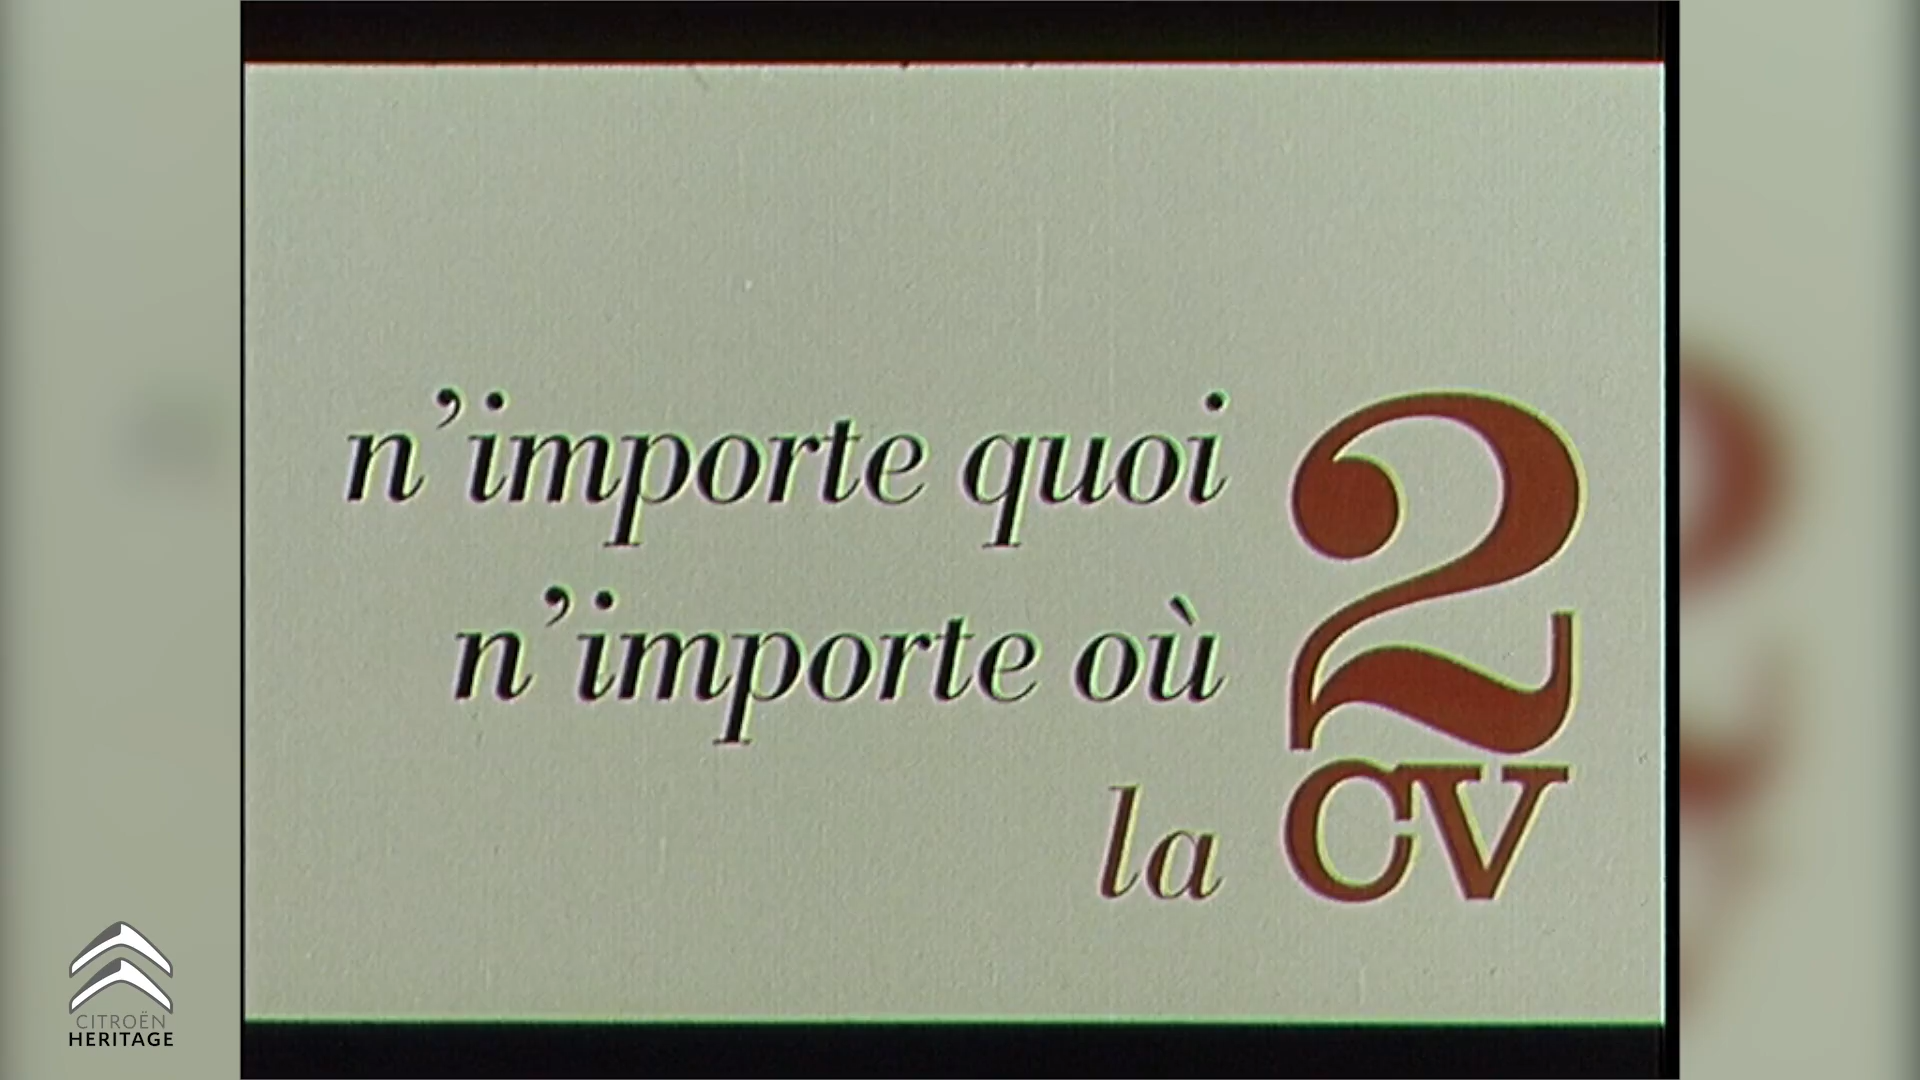 n’importe quoi
n’importe où
la 2
CV
CITROËN
HERITAGE